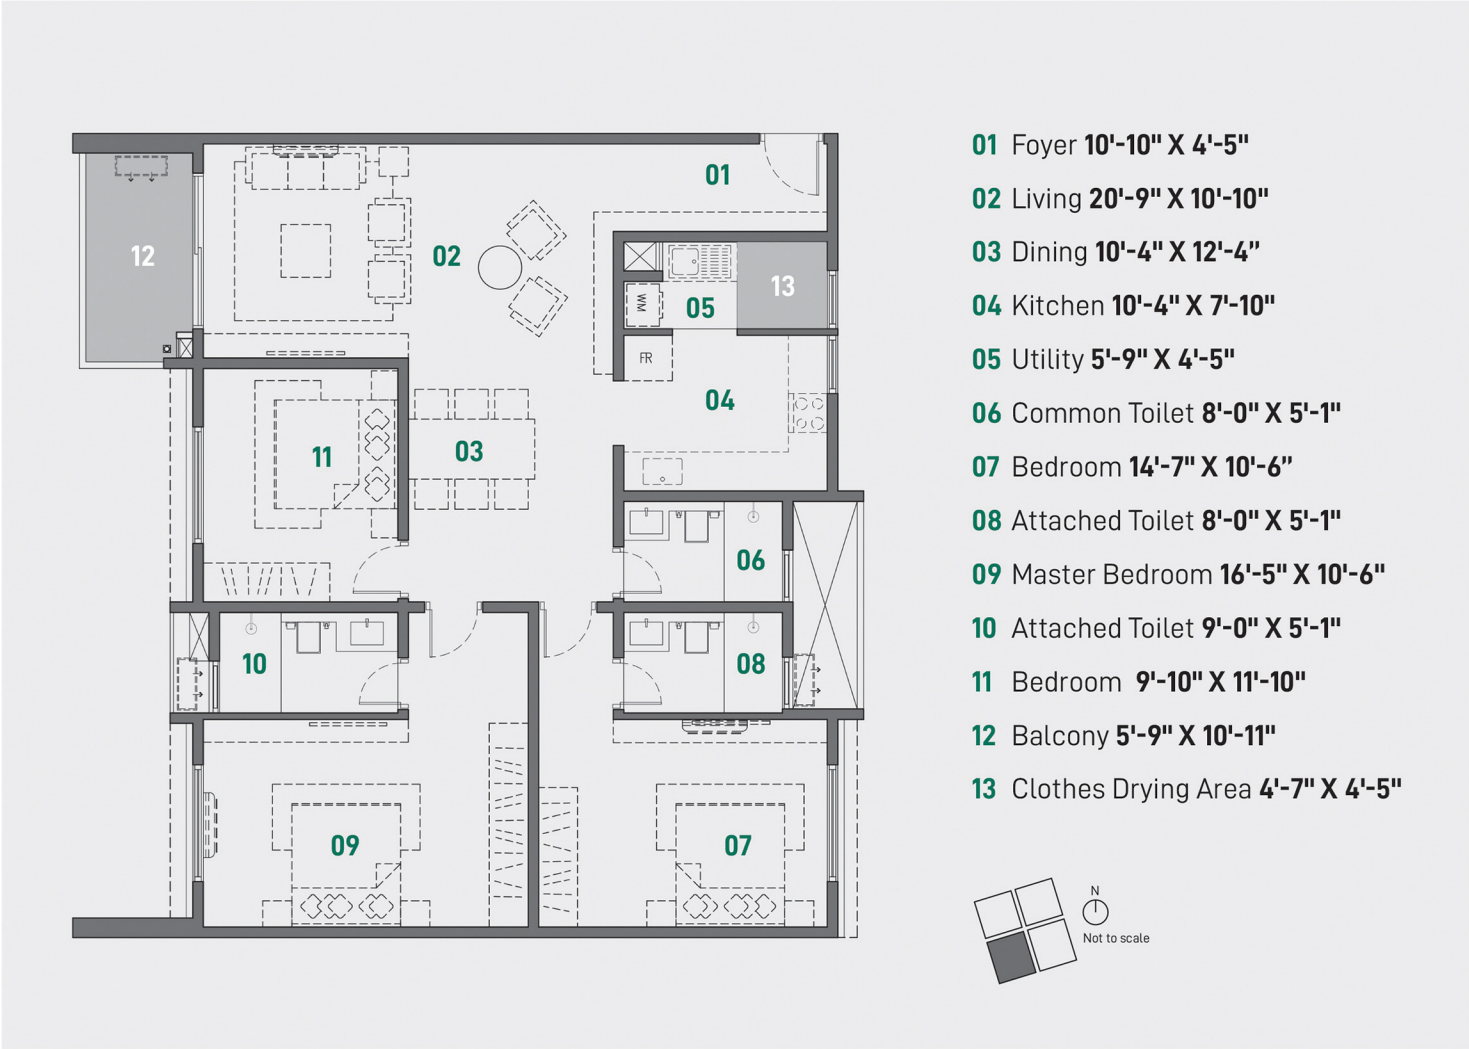 01 Foyer 10'-10" X 4'-5"
02 Living 20'-9" X 10'-10"
03 Dining 10'-4" X 12'-4”
04 Kitchen 10'-4" X 7'-10"
05 Utility 5'-9" X 4'-5"
06 Common Toilet 8'-0" X 5'-1"
07 Bedroom 14'-7" X 10'-6”
08 Attached Toilet 8'-0" X 5'-1"
09 Master Bedroom 16'-5" X 10'-6"
10 Attached Toilet 9'-0" X 5'-1"
11 Bedroom 9'-10" X 11'-10"
12 Balcony 5'-9" X 10'-11"
13 Clothes Drying Area 4'-7" X 4'-5"
01
12
02
13
WM
05
FR
04
03
11
06
10
08
09
07
N
Not to scale